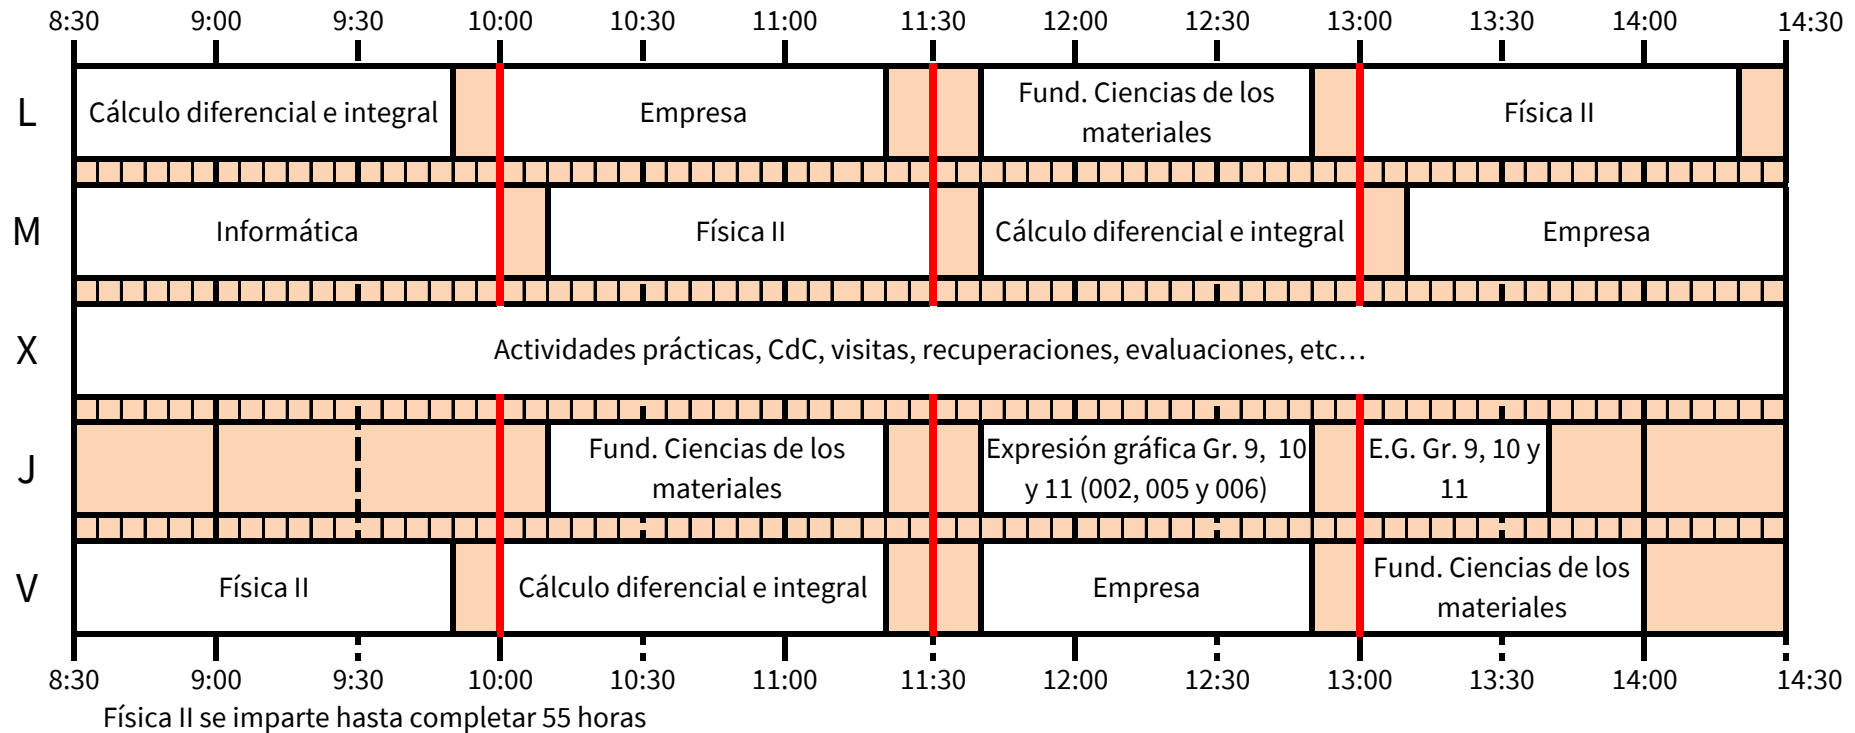 8:30 9:00 9:30 10:00 10:30 11:00 11:30 12:00 12:30 13:00 13:30 14:00 14:30
L
Cálculo diferencial e integral
Empresa
Fund. Ciencias de los
materiales
Física II
M
Informática
Física II
Cálculo diferencial e integral
Empresa
X
Actividades prácticas, CdC, visitas, recuperaciones, evaluaciones, etc…
J
Fund. Ciencias de los
materiales
Expresión gráfica Gr. 9, 10
y 11 (002, 005 y 006)
E.G. Gr. 9, 10 y
11
V
Física II
Cálculo diferencial e integral
Empresa
Fund. Ciencias de los
materiales
8:30 9:00 9:30 10:00 10:30 11:00 11:30 12:00 12:30 13:00 13:30 14:00 14:30
Física II se imparte hasta completar 55 horas